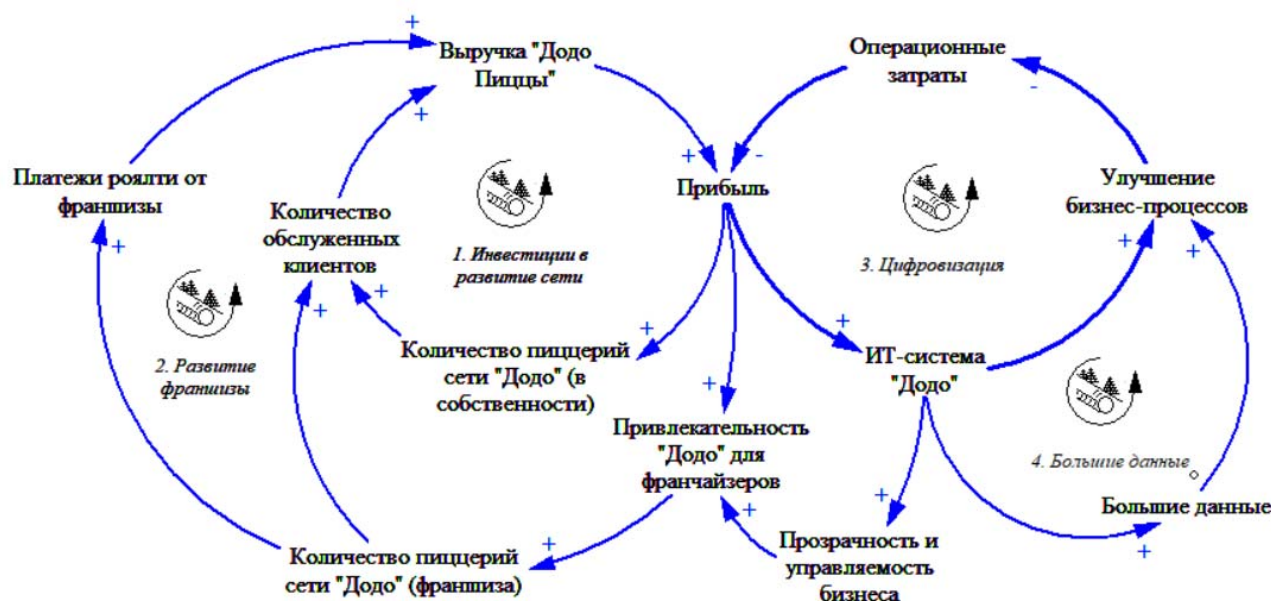 Выручка "Додо
Пиццы"
Операционные
затраты
Платежи роялти от
франшизы
Количество
обслуженных
клиентов
1. Инвестиции в
развитие сети
Прибыль
3. Цифровизация
Улучшение
бизнес-процессов
2. Развитие
франшизы
Количество пиццерий
сети "Додо" (в
собственности)
ИТ-система
"Додо"
Привлекательность
"Додо" для
франчайзеров
4. Большие данные
Большие данные
Количество пиццерий
сети "Додо" (франшиза)
Прозрачность и
управляемость
бизнеса